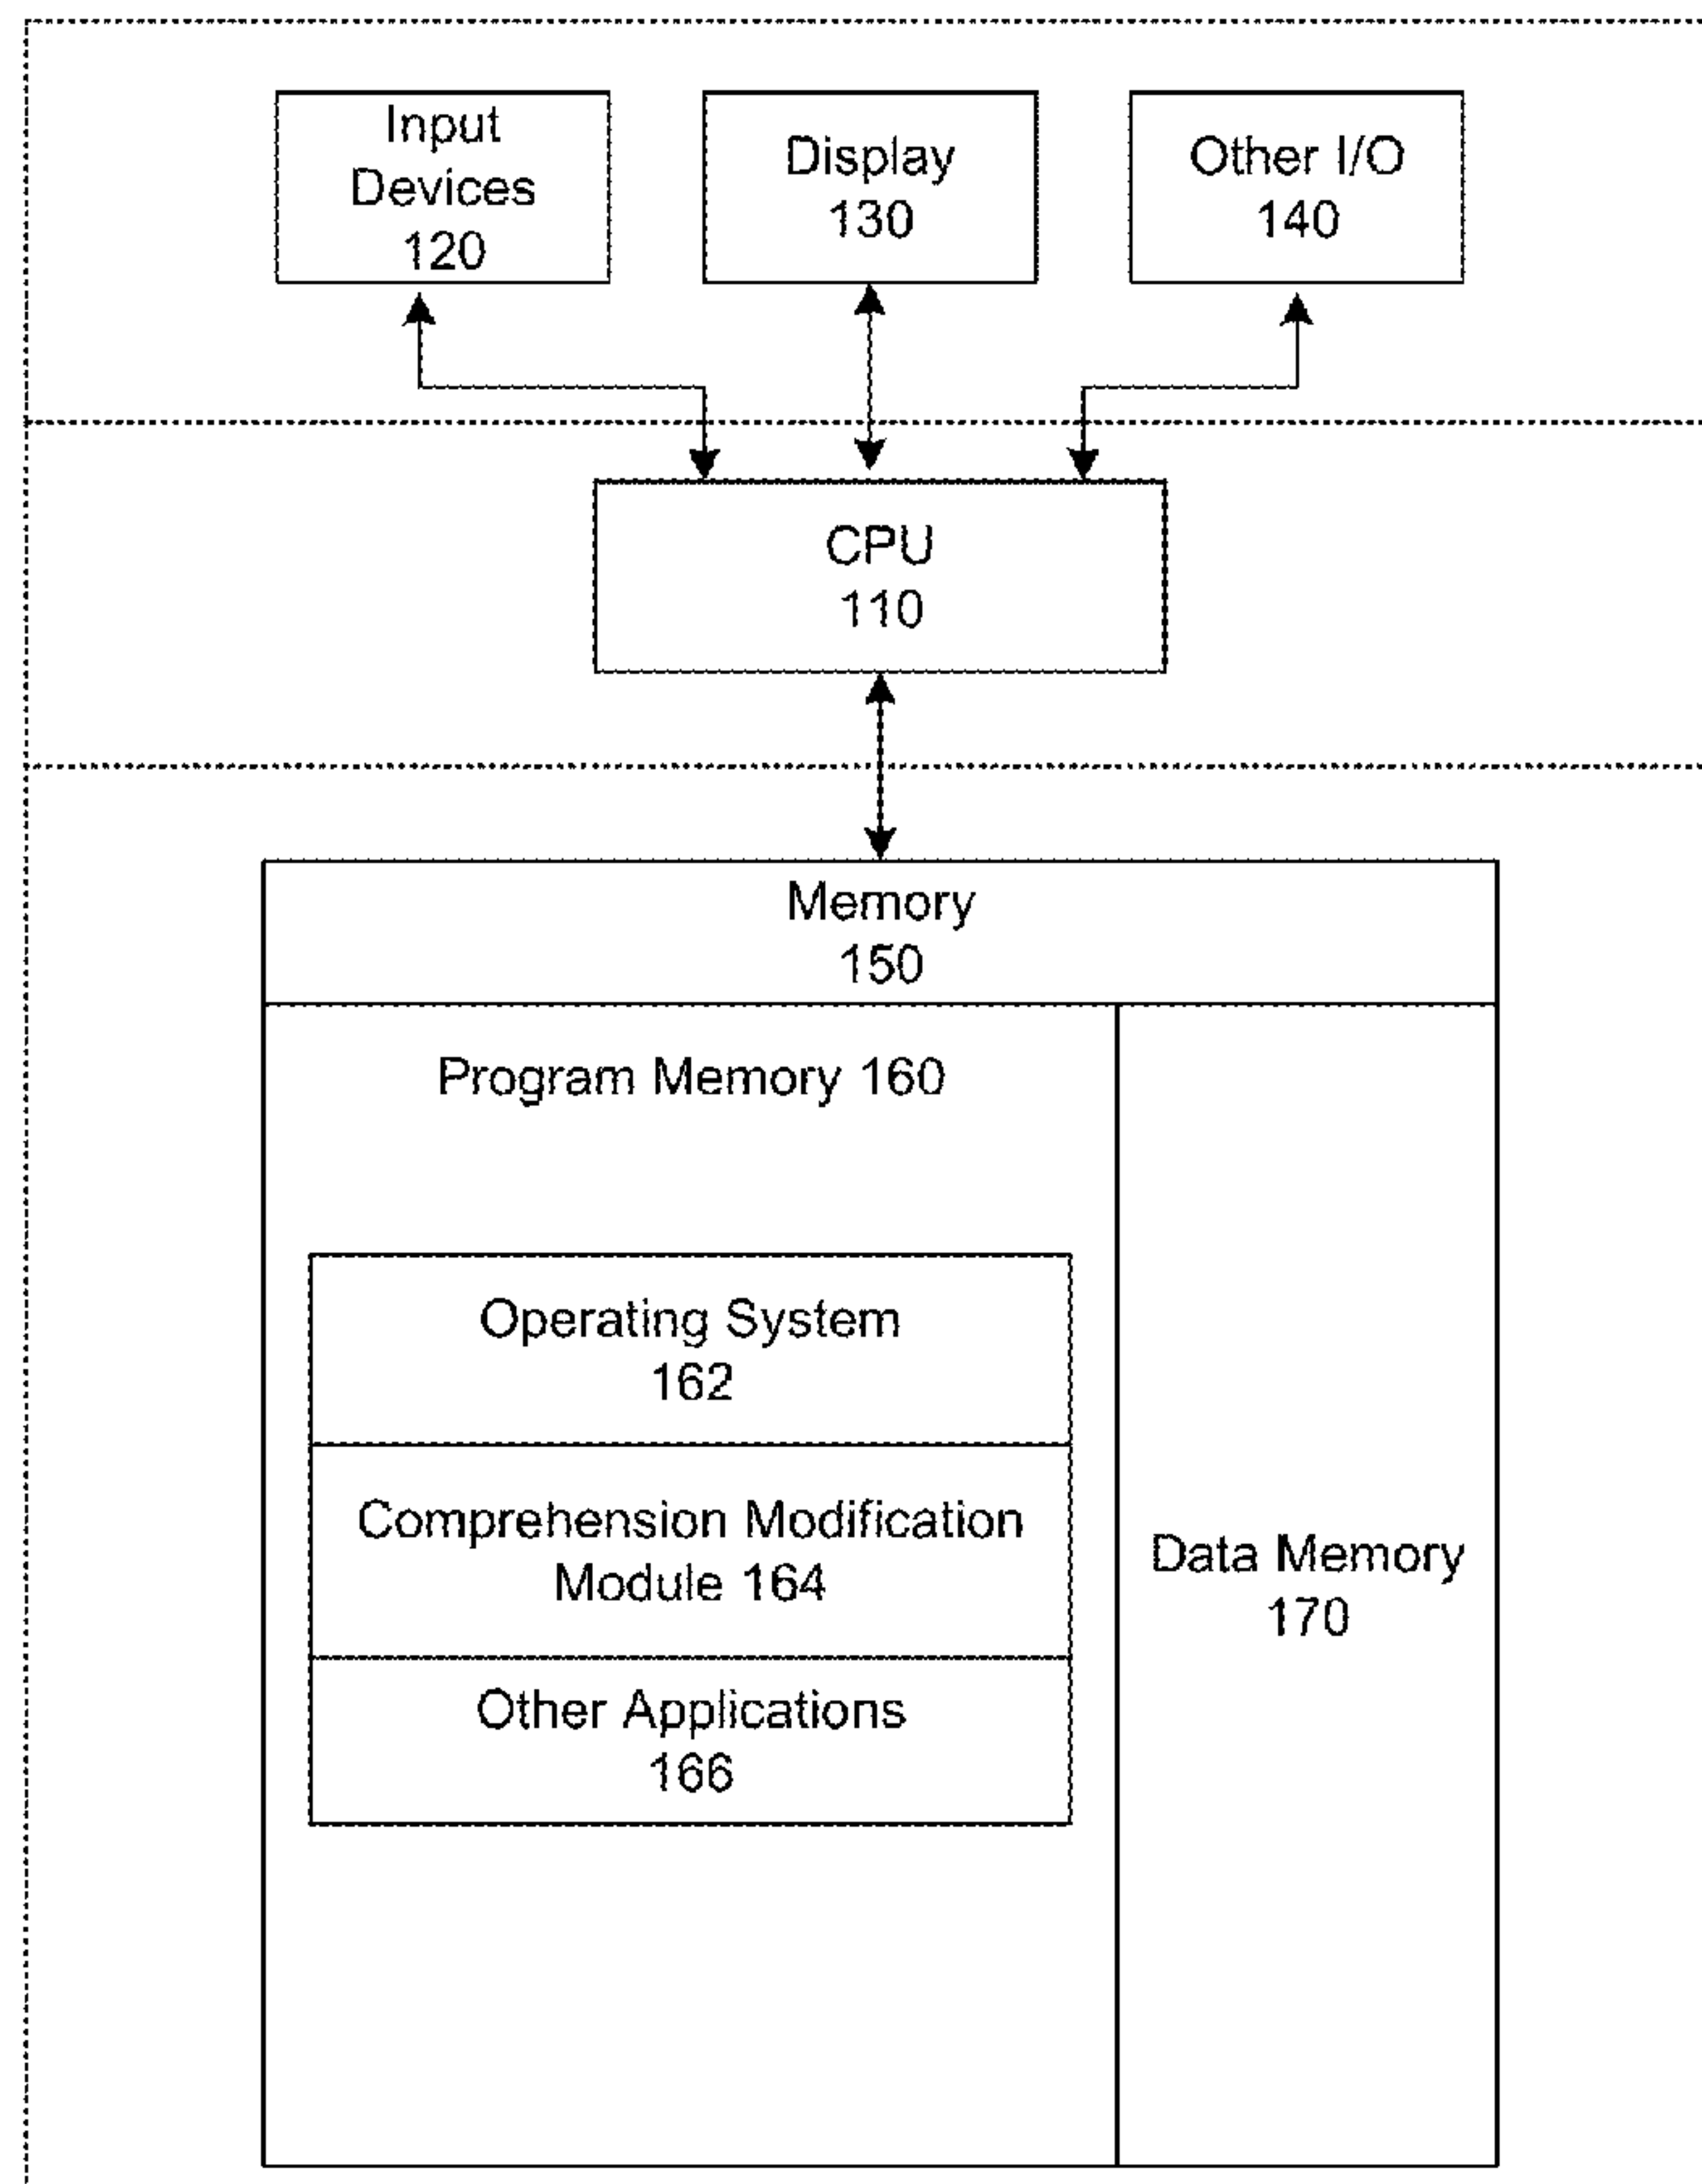 Input
Devices
120
Display
130
Other I/O
140
CPU
110
Memory
150
Program Memory 160
Operating System
162
Comprehension Modification
Module 164
Other Applications
166
Data Memory
170